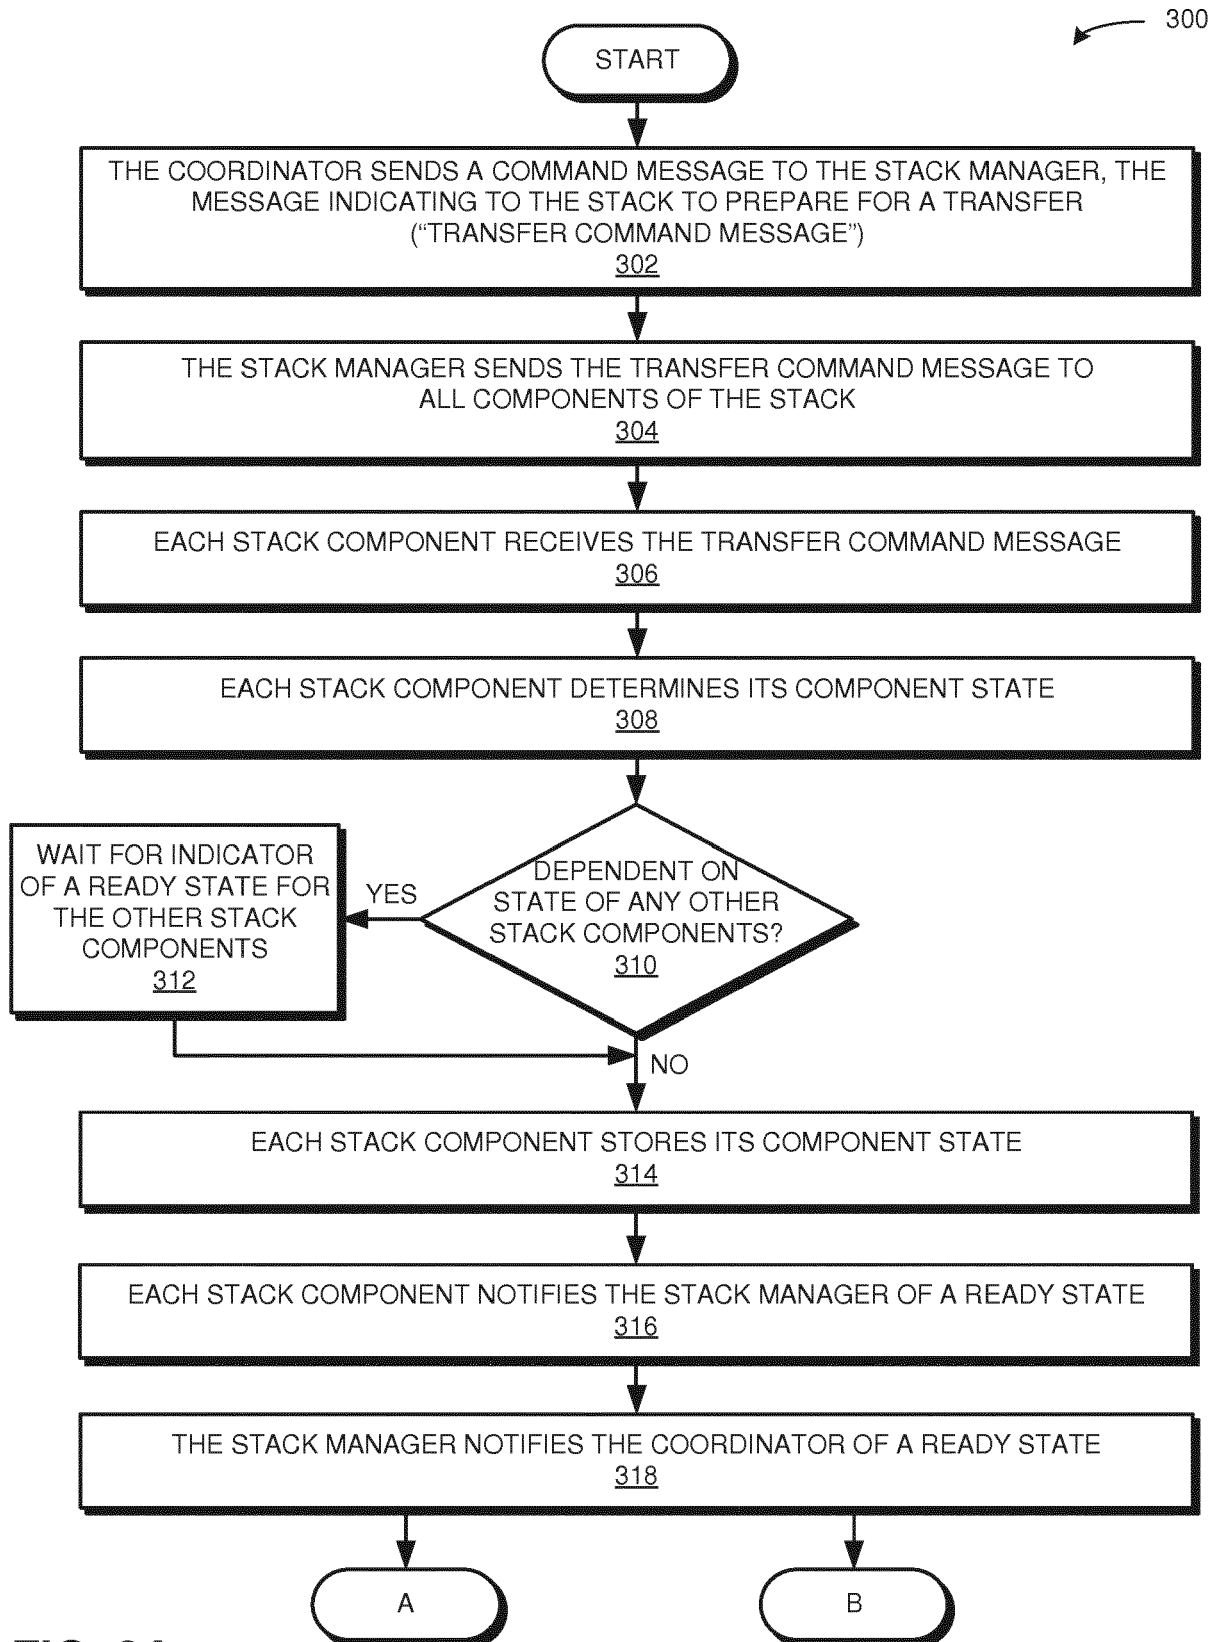 300
START
THE COORDINATOR SENDS A COMMAND MESSAGE TO THE STACK MANAGER, THE
MESSAGE INDICATING TO THE STACK TO PREPARE FOR A TRANSFER
(“TRANSFER COMMAND MESSAGE”)
302
THE STACK MANAGER SENDS THE TRANSFER COMMAND MESSAGE TO
ALL COMPONENTS OF THE STACK
304
EACH STACK COMPONENT RECEIVES THE TRANSFER COMMAND MESSAGE
306
EACH STACK COMPONENT DETERMINES ITS COMPONENT STATE
308
DEPENDENT ON
STATE OF ANY OTHER
STACK COMPONENTS?
310
YES
WAIT FOR INDICATOR
OF A READY STATE FOR
THE OTHER STACK
COMPONENTS
312
NO
EACH STACK COMPONENT STORES ITS COMPONENT STATE
314
EACH STACK COMPONENT NOTIFIES THE STACK MANAGER OF A READY STATE
316
THE STACK MANAGER NOTIFIES THE COORDINATOR OF A READY STATE
318
A
B